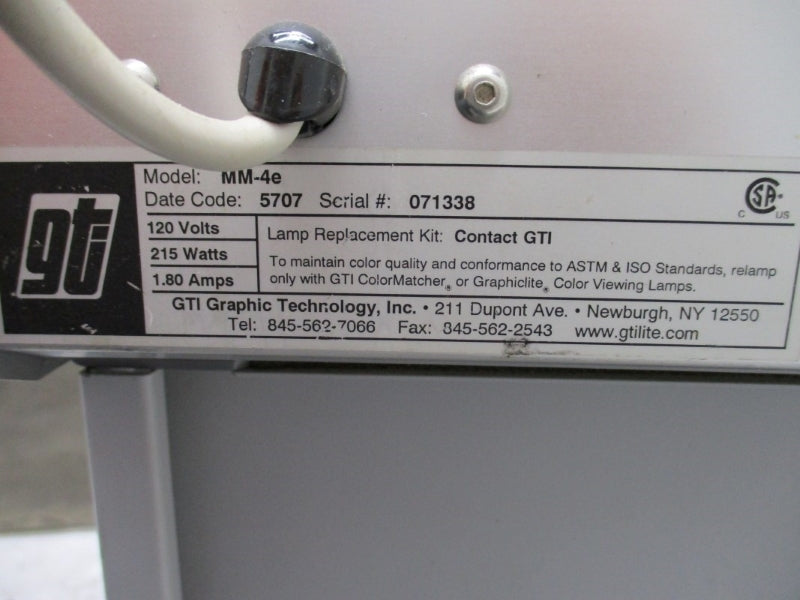 gti
Model: MM-4e
Date Code: 5707 Serial #: 071338
CSA
C US
120 Volts
215 Watts
1.80 Amps
Lamp Replacement Kit: Contact GTI
To maintain color quality and conformance to ASTM & ISO Standards, relamp
only with GTI ColorMatcher® or Graphiclite® Color Viewing Lamps.
GTI Graphic Technology, Inc. • 211 Dupont Ave. • Newburgh, NY 12550
Tel: 845-562-7066 Fax: 845-562-2543 www.gtilite.com